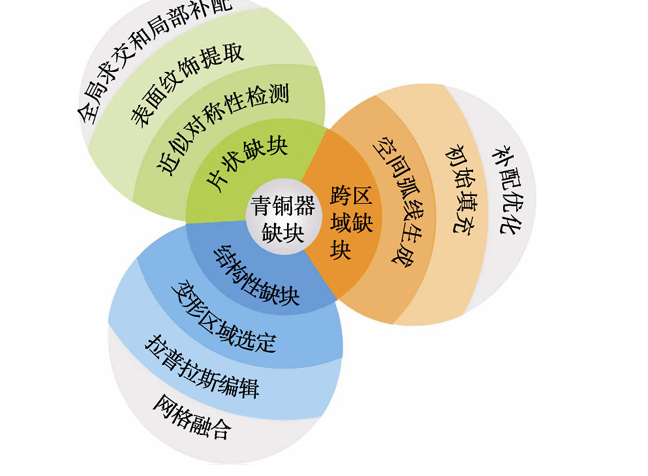 青铜器
缺块
片状缺块
近似对称性检测
表面纹饰提取
全局求交和局部补配
跨区
域缺
块
空间弧线生成
初始填充
补配优化
结构性缺块
变形区域选定
拉普拉斯编辑
网格融合